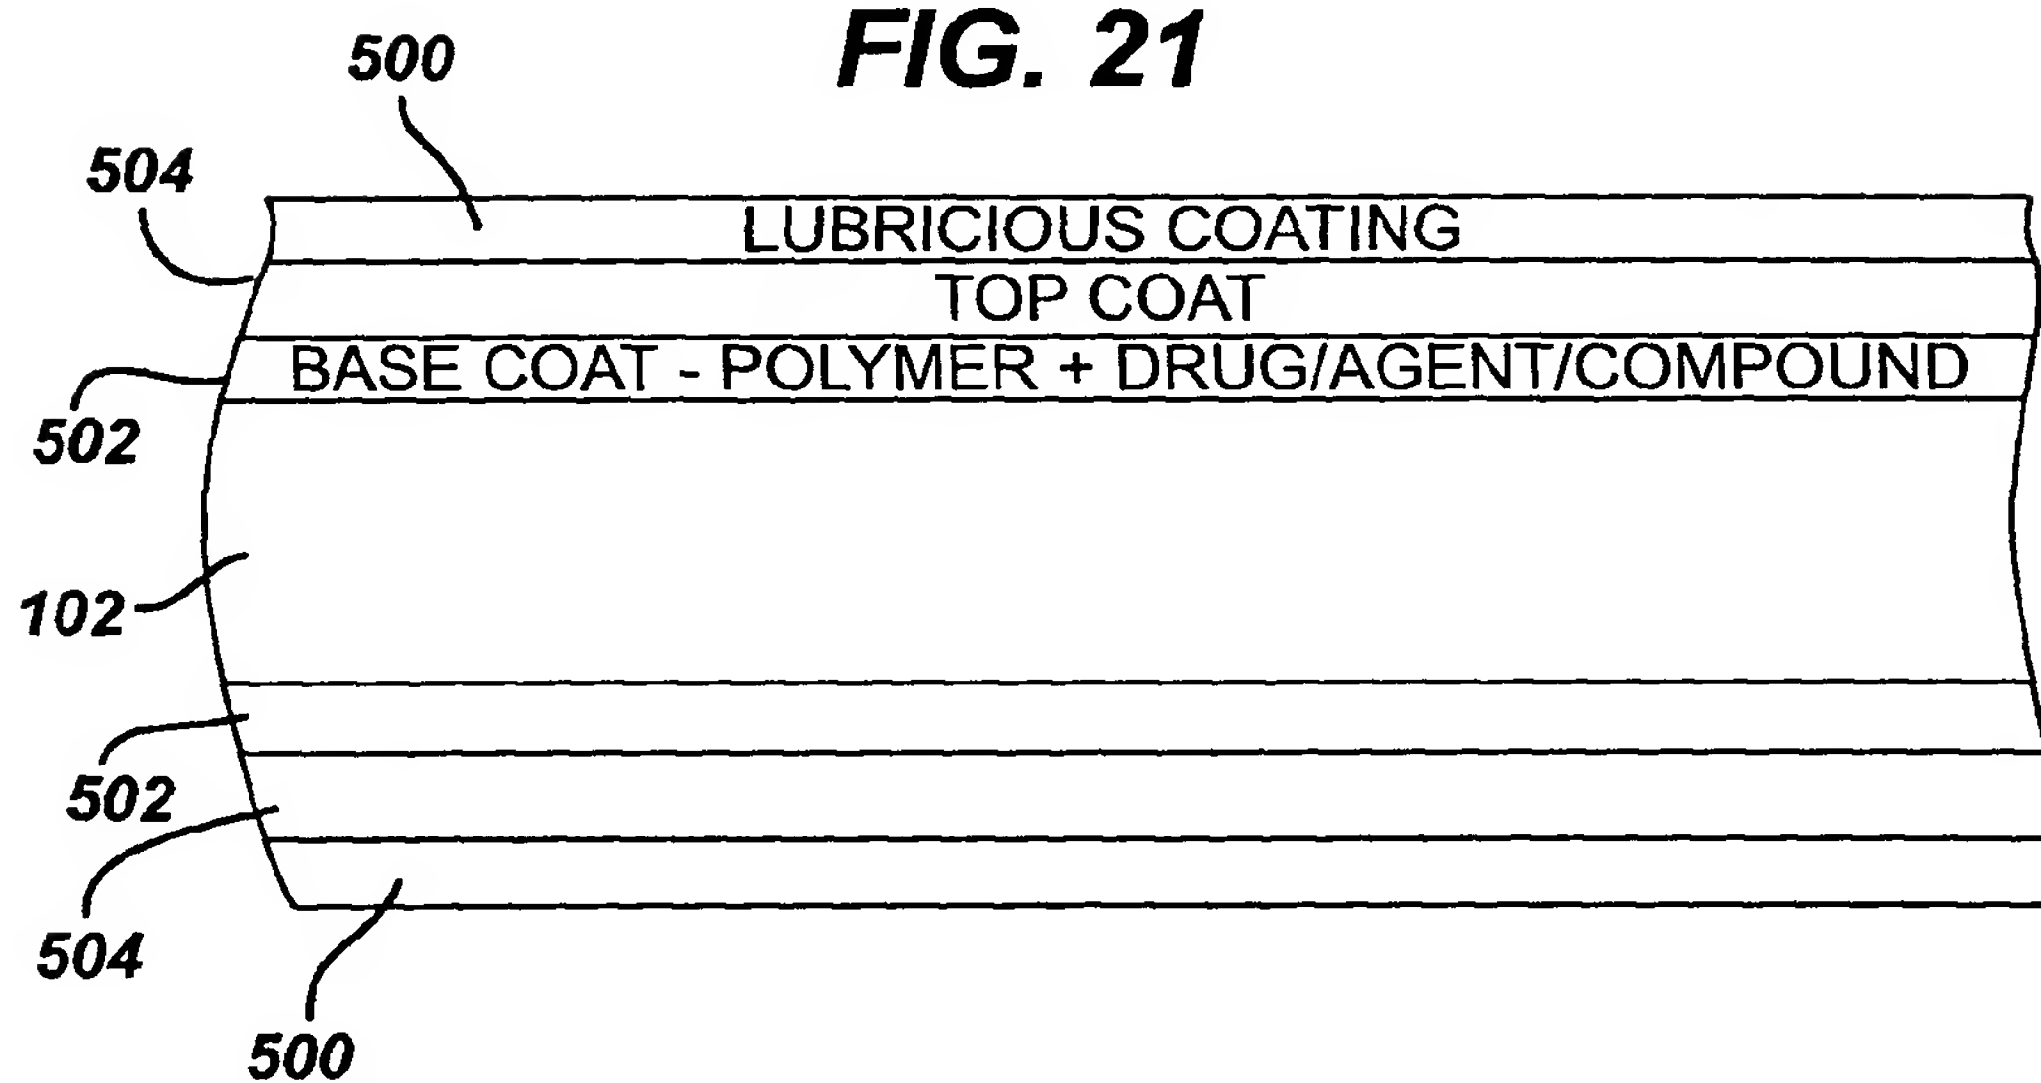 FIG. 21
500
504
LUBRICIOUS COATING
TOP COAT
BASE COAT - POLYMER + DRUG/AGENT/COMPOUND
502
102
502
504
500